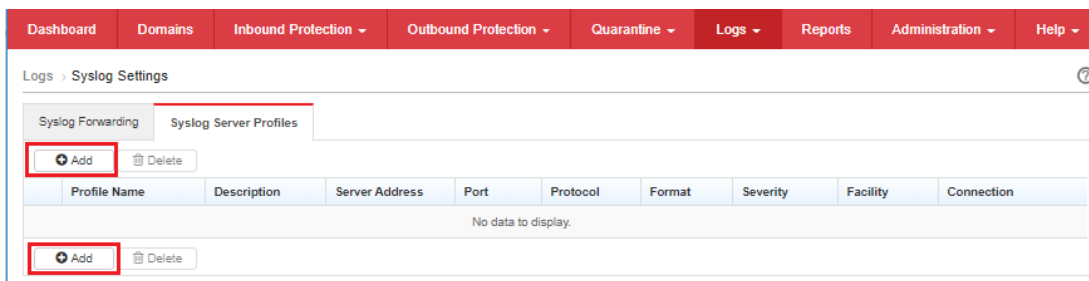 Dashboard Domains Inbound Protection Outbound Protection Quarantine Logs Reports Administration Help
Logs > Syslog Settings
Syslog Forwarding Syslog Server Profiles
Add Delete
Profile Name Description Server Address Port Protocol Format Severity Facility Connection
No data to display.
Add Delete